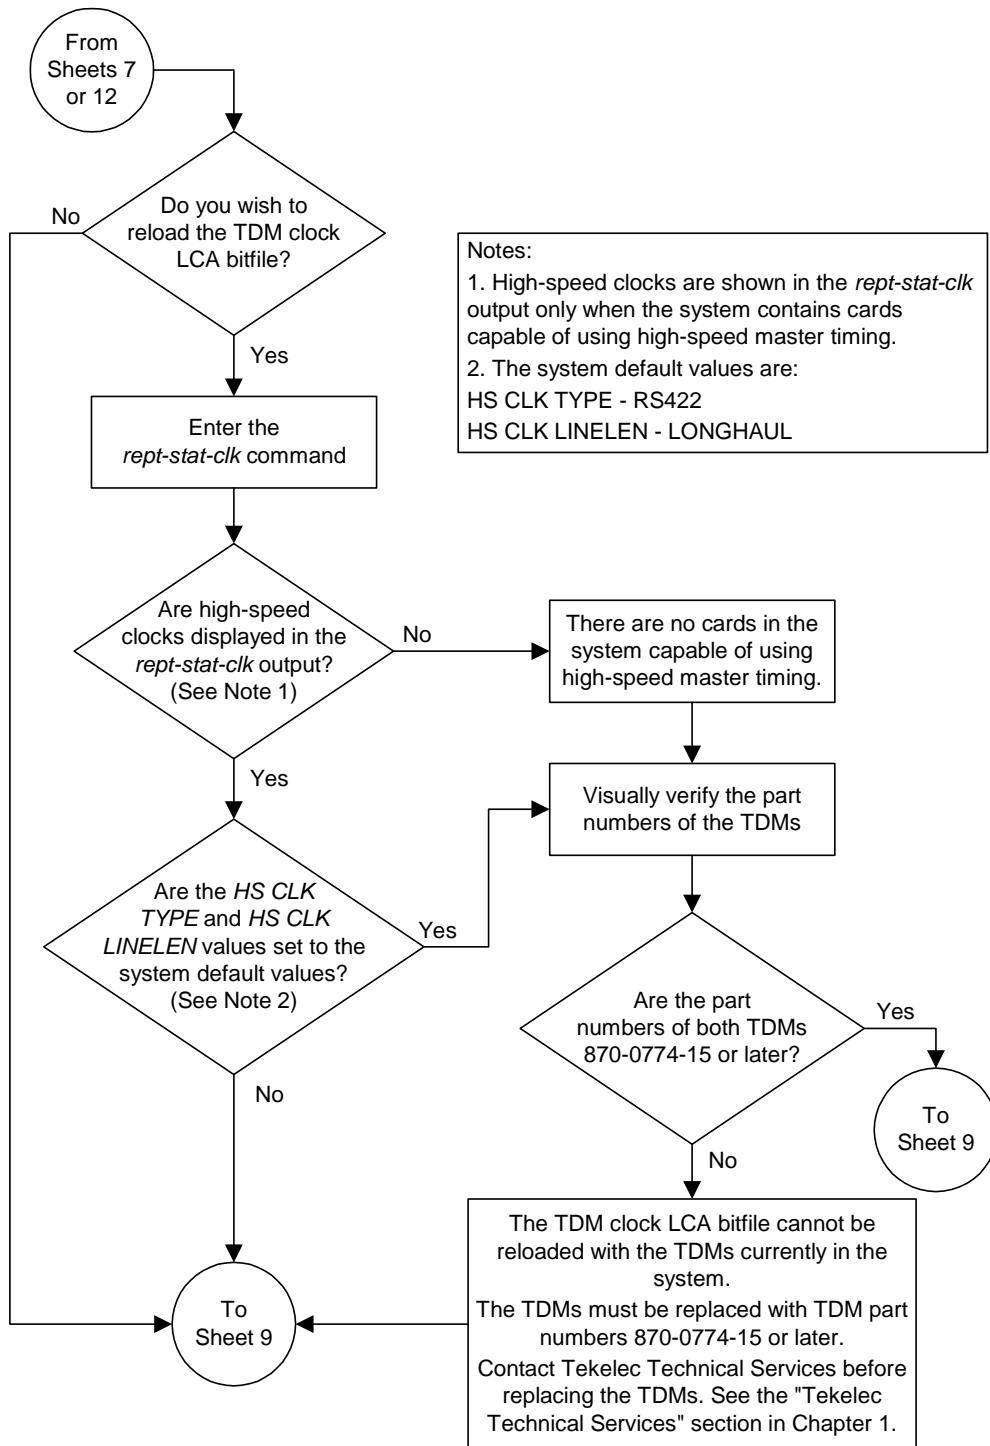 From
Sheets 7
or 12
Do you wish to
reload the TDM clock
LCA bitfile?
No
Yes
Notes:
1. High-speed clocks are shown in the rept-stat-clk
output only when the system contains cards
capable of using high-speed master timing.
2. The system default values are:
HS CLK TYPE - RS422
HS CLK LINELEN - LONGHAUL
Enter the
rept-stat-clk command
Are high-speed
clocks displayed in the
rept-stat-clk output?
(See Note 1)
No
Yes
There are no cards in the
system capable of using
high-speed master timing.
Visually verify the part
numbers of the TDMs
Are the HS CLK
TYPE and HS CLK
LINELEN values set to the
system default values?
(See Note 2)
Yes
No
Are the part
numbers of both TDMs
870-0774-15 or later?
Yes
No
To
Sheet 9
The TDM clock LCA bitfile cannot be
reloaded with the TDMs currently in the
system.
The TDMs must be replaced with TDM part
numbers 870-0774-15 or later.
Contact Tekelec Technical Services before
replacing the TDMs. See the "Tekelec
Technical Services" section in Chapter 1.
To
Sheet 9